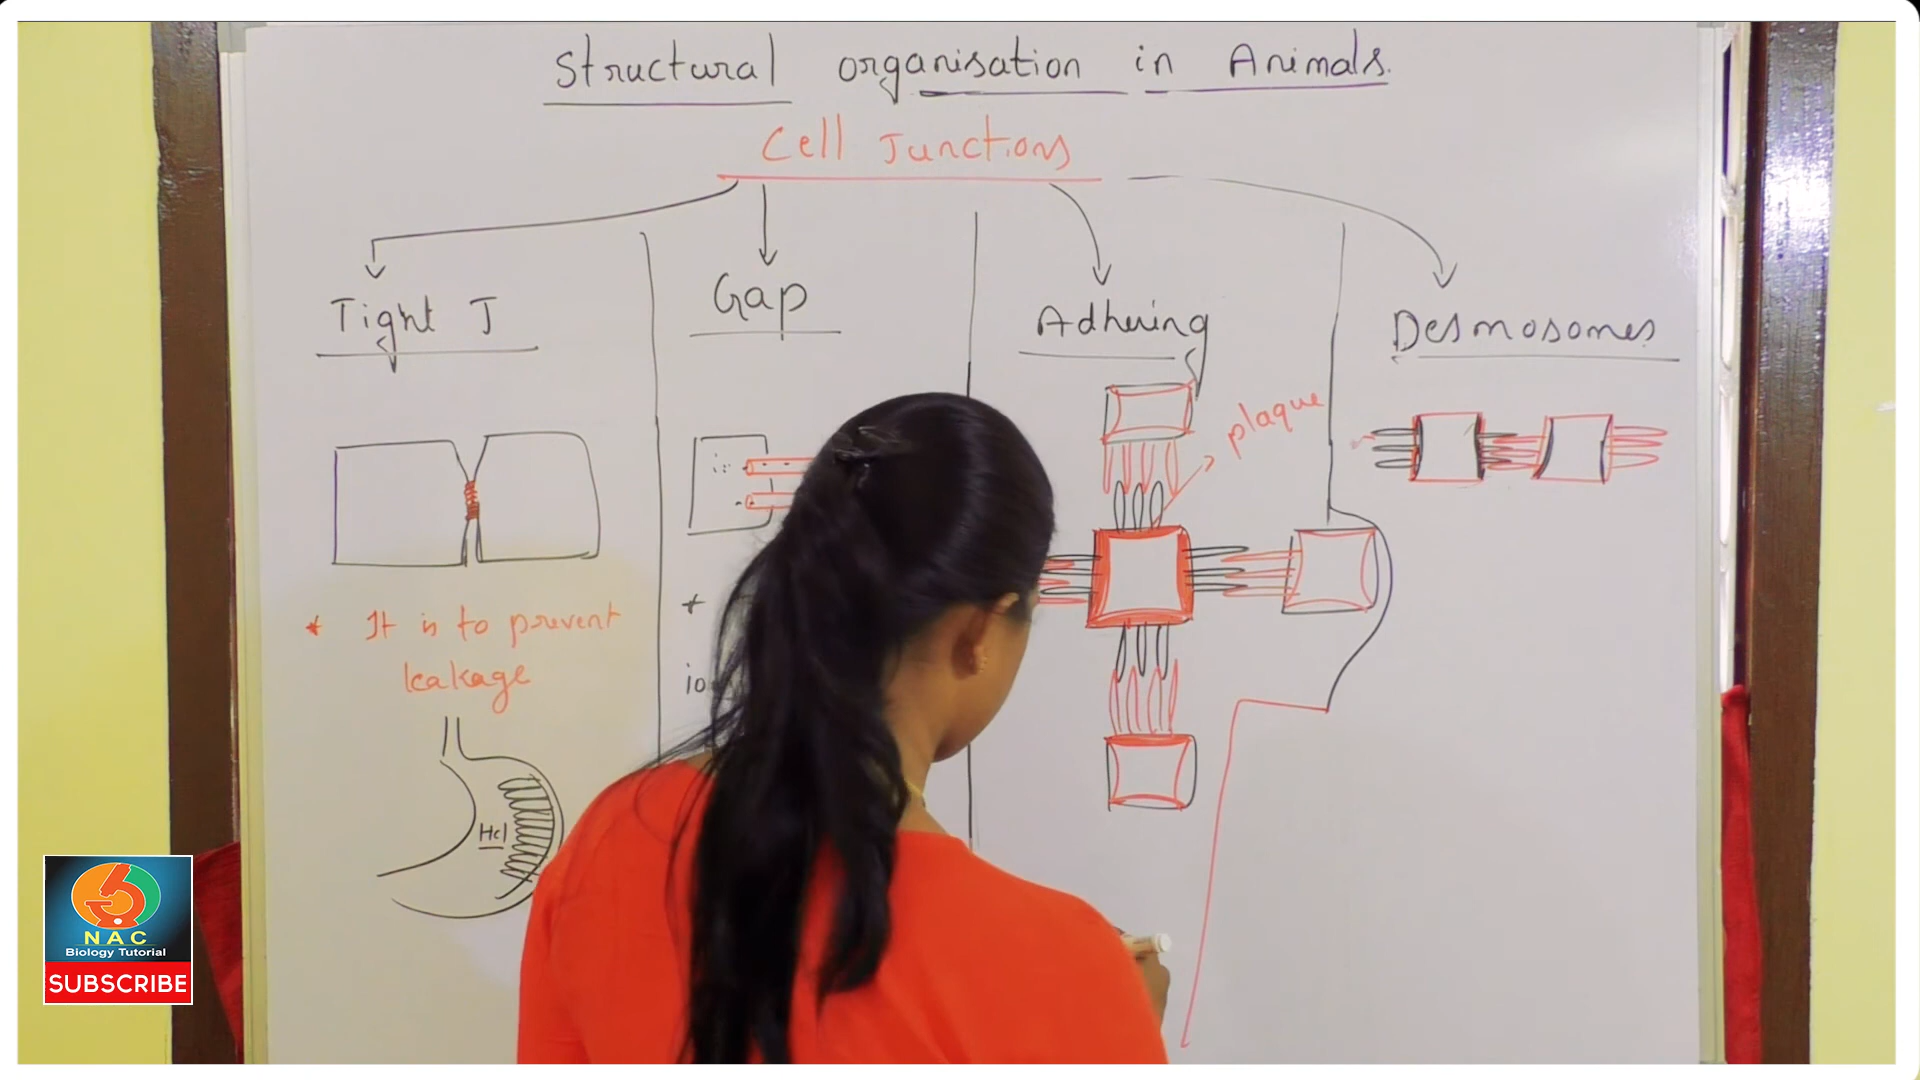 Structural organisation in Animals.
Cell Junctions
Tight J
Gap
Adhering
Desmosomes
plaque
* It is to prevent
leakage
io
Hcl
NAC
Biology Tutorial
SUBSCRIBE